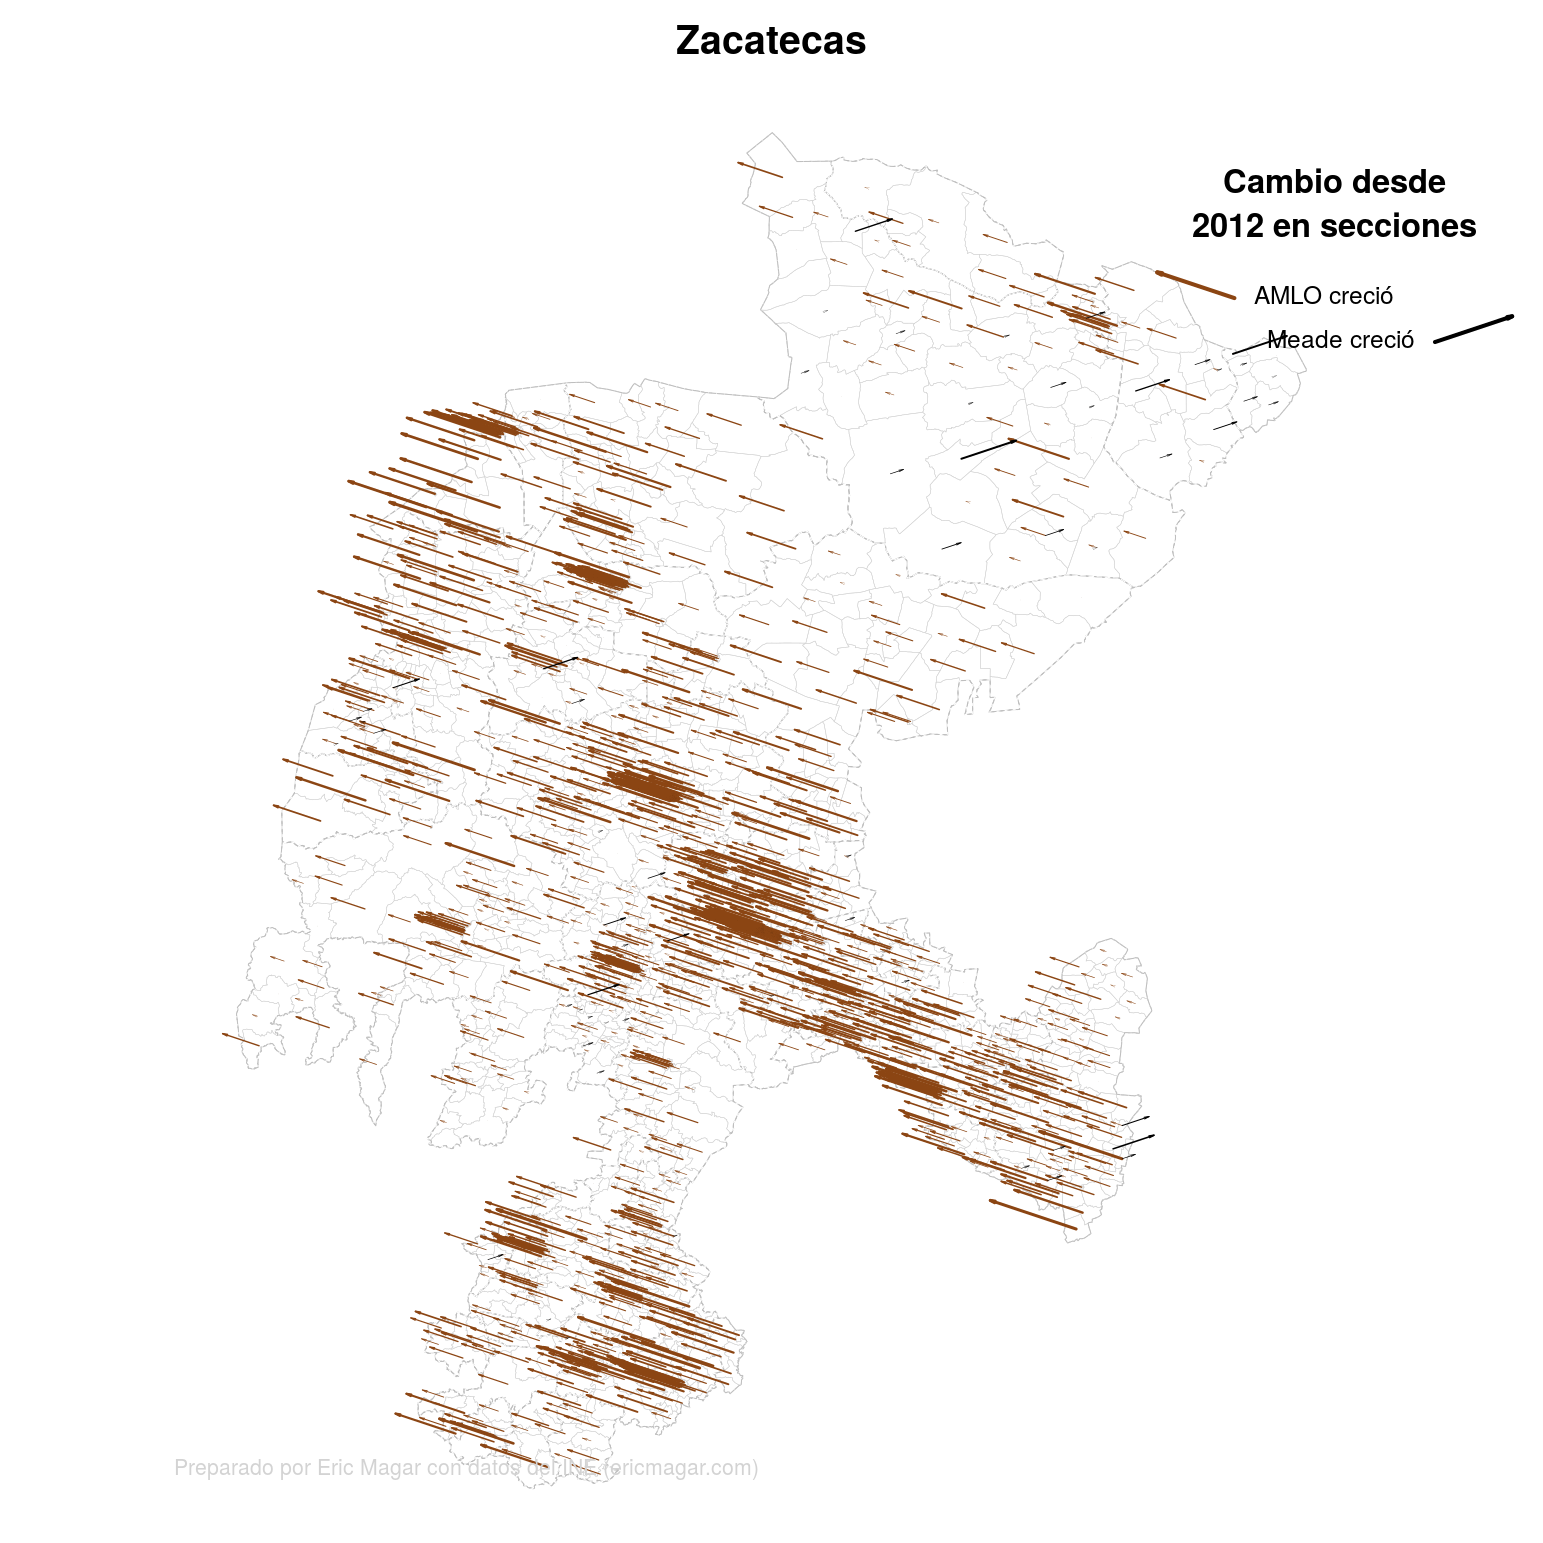 Zacatecas
Cambio desde
2012 en secciones
AMLO creció
Meade creció
Preparado por Eric Magar con datos del INE (ericmagar.com)